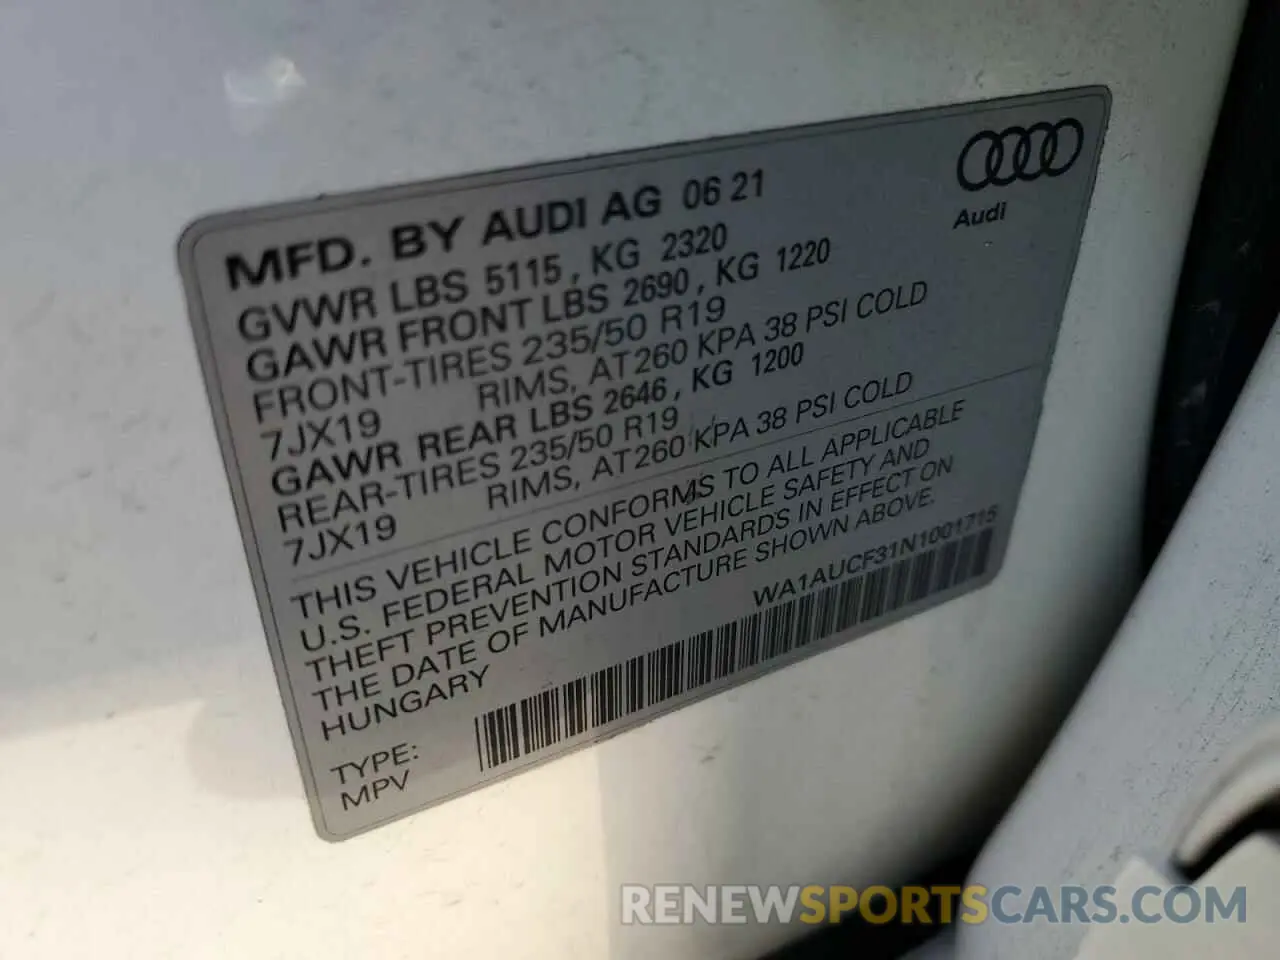 MFD. BY AUDI AG 06 21
Audi
GVWR LBS 5115, KG 2320
GAWR FRONT LBS 2690, KG 1220
FRONT-TIRES 235/50 R19
7JX19 RIMS, AT260 KPA 38 PSI COLD
GAWR REAR LBS 2646, KG 1200
REAR-TIRES 235/50 R19
7JX19 RIMS, AT260 KPA 38 PSI COLD
THIS VEHICLE CONFORMS TO ALL APPLICABLE
U.S. FEDERAL MOTOR VEHICLE SAFETY AND
THEFT PREVENTION STANDARDS IN EFFECT ON
THE DATE OF MANUFACTURE SHOWN ABOVE.
HUNGARY
WA1AUCF31N1001715
TYPE:
MPV
RENEWSPORTSCARS.COM